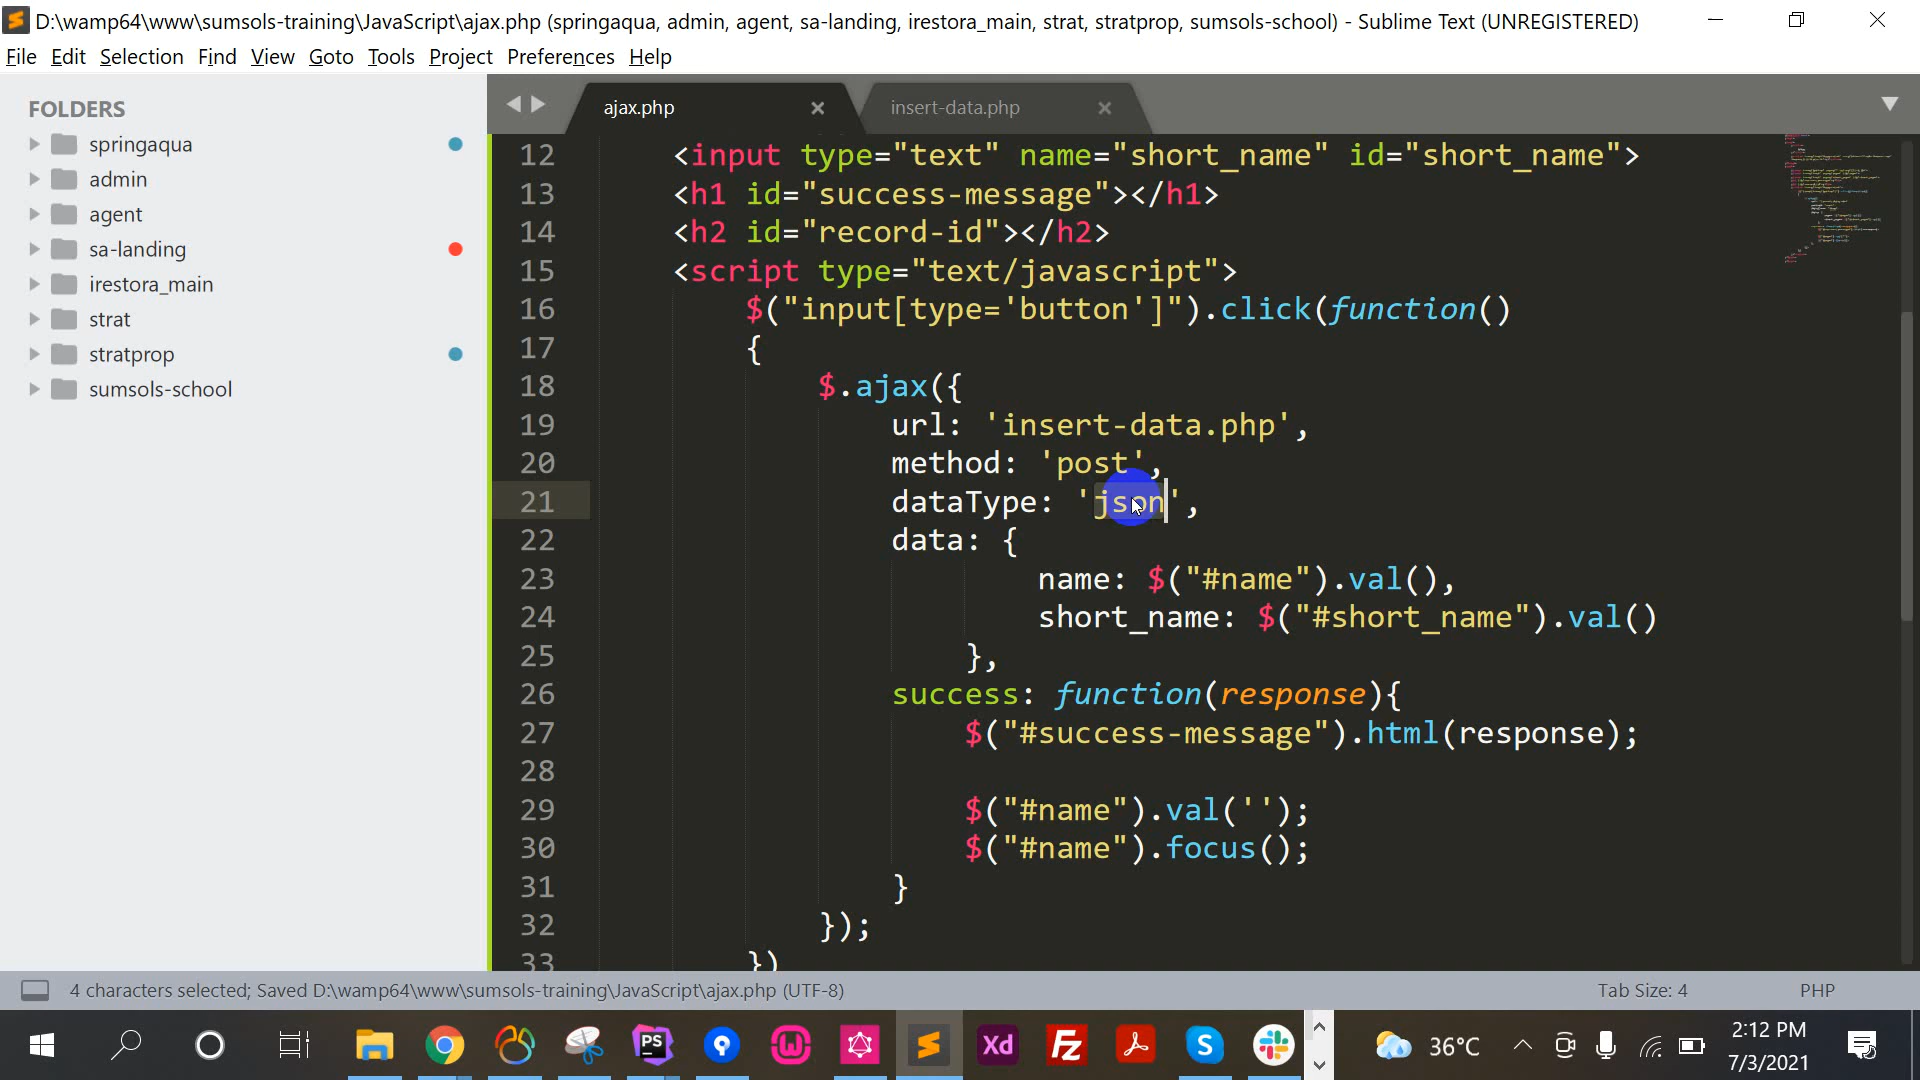 D:\wamp64\www\sumsols-training\JavaScript\ajax.php (springaqua, admin, agent, sa-landing, irestora_main, strat, stratprop, sumsols-school) - Sublime Text (UNREGISTERED)
File Edit Selection Find View Goto Tools Project Preferences Help
FOLDERS
springaqua
admin
agent
sa-landing
irestora_main
strat
stratprop
sumsols-school
ajax.php
insert-data.php
12 <input type="text" name="short_name" id="short_name">
13 <h1 id="success-message"></h1>
14 <h2 id="record-id"></h2>
15 <script type="text/javascript">
16 $("input[type='button']").click(function()
17 {
18 $.ajax({
19 url: 'insert-data.php',
20 method: 'post',
21 dataType: 'json',
22 data: {
23 name: $("#name").val(),
24 short_name: $("#short_name").val()
25 },
26 success: function(response){
27 $("#success-message").html(response);
28
29 $("#name").val('');
30 $("#name").focus();
31 }
32 });
33 })
4 characters selected; Saved D:\wamp64\www\sumsols-training\JavaScript\ajax.php (UTF-8)
Tab Size: 4
PHP
PS
Xd
Fz
S
36°C
2:12 PM
7/3/2021